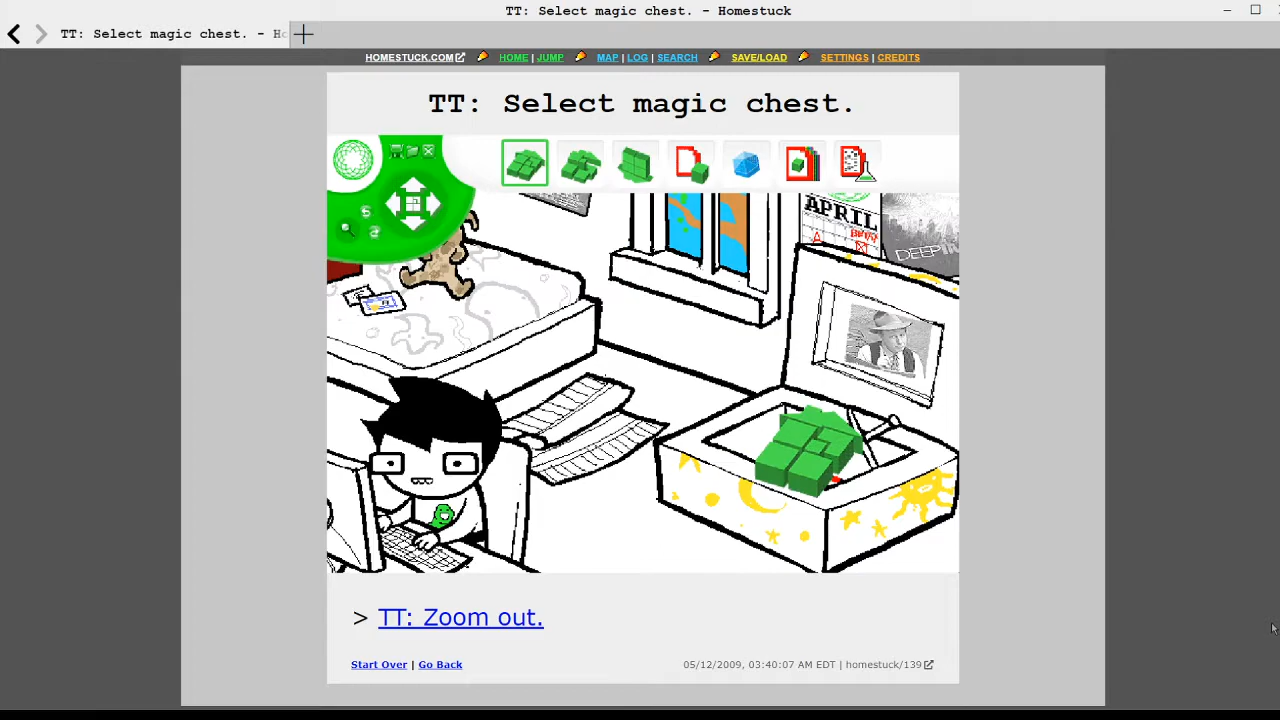 TT: Select magic chest. - Homestuck
TT: Select magic chest. - Ho
HOMESTUCK.COM HOME | JUMP MAP | LOG | SEARCH SAVE/LOAD SETTINGS | CREDITS
TT: Select magic chest.
APRIL
DEEP IN
> TT: Zoom out.
Start Over | Go Back
05/12/2009, 03:40:07 AM EDT | homestuck/139